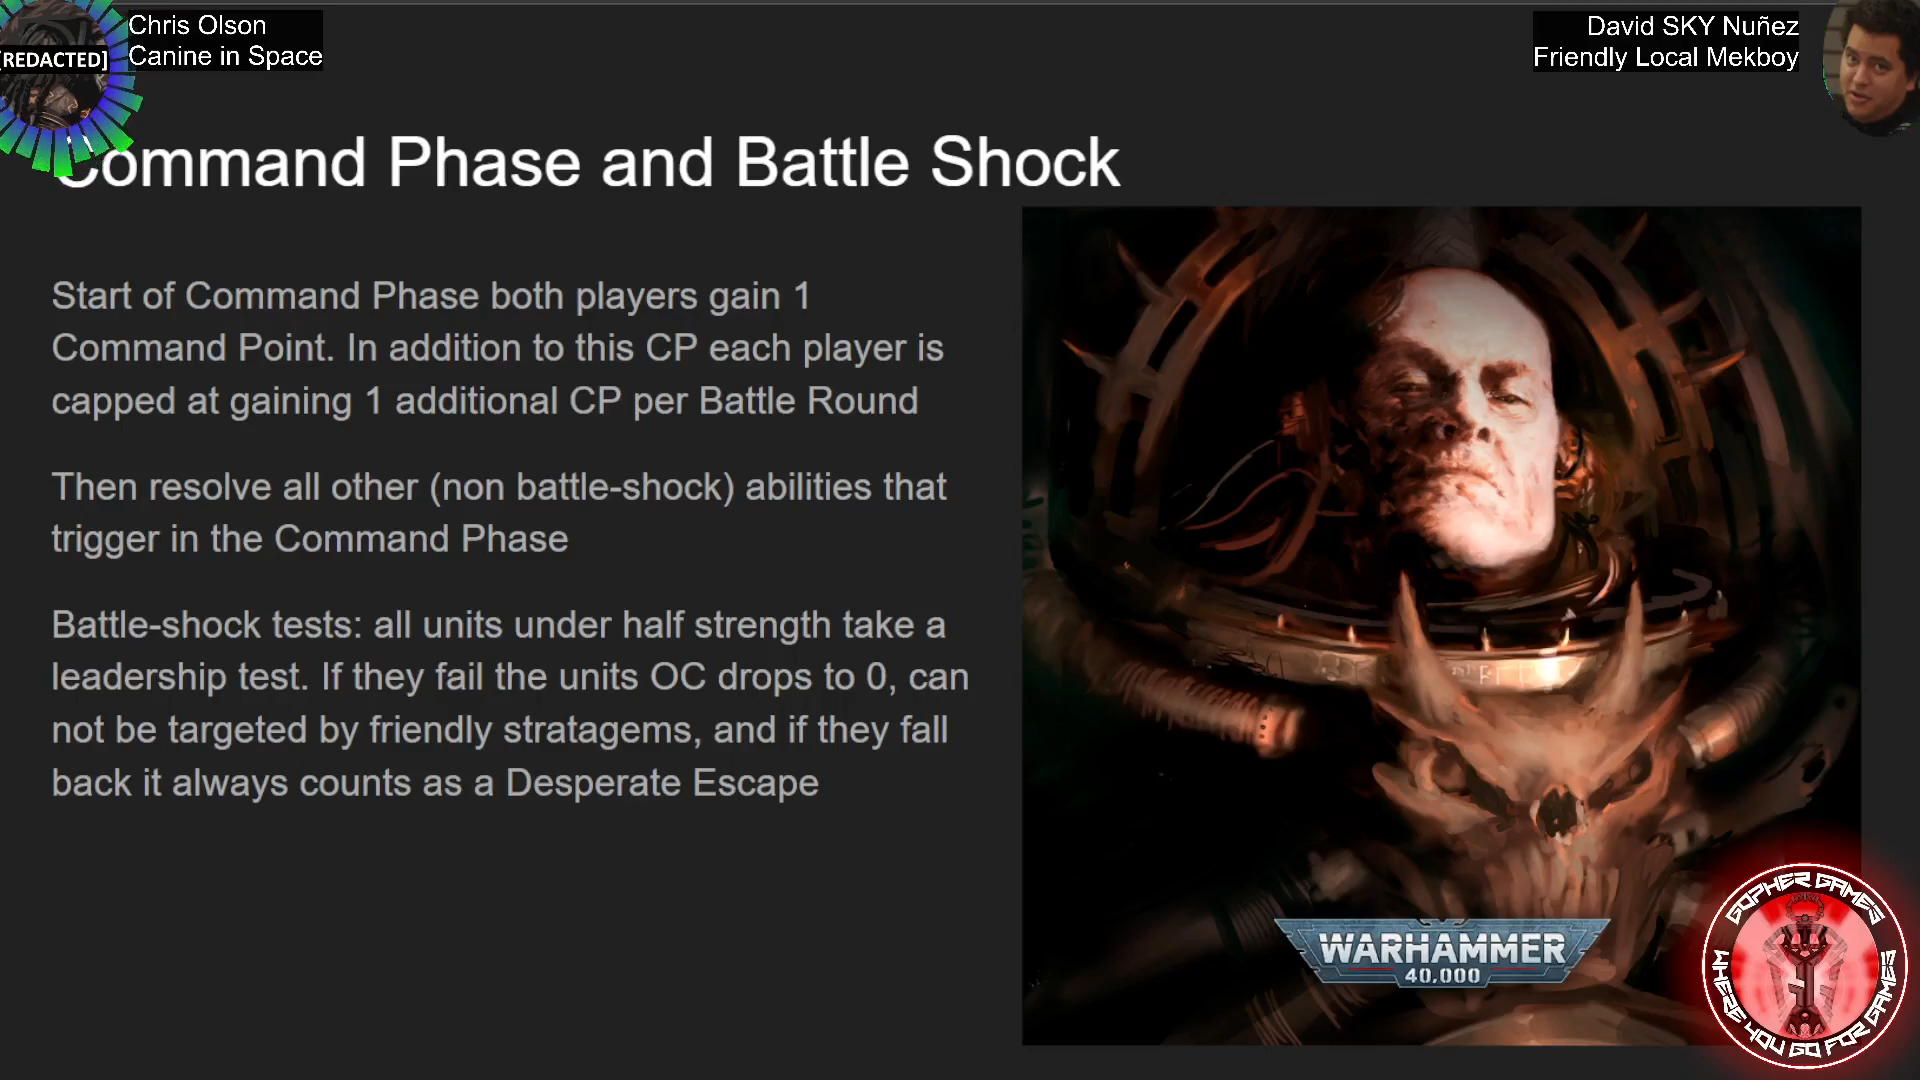 Chris Olson
Canine in Space
[REDACTED]
David SKY Nuñez
Friendly Local Mekboy
Command Phase and Battle Shock
Start of Command Phase both players gain 1
Command Point. In addition to this CP each player is
capped at gaining 1 additional CP per Battle Round
Then resolve all other (non battle-shock) abilities that
trigger in the Command Phase
Battle-shock tests: all units under half strength take a
leadership test. If they fail the units OC drops to 0, can
not be targeted by friendly stratagems, and if they fall
back it always counts as a Desperate Escape
WARHAMMER
40,000
GOPHER GAMES
WHERE YOU GO FOR GAMES